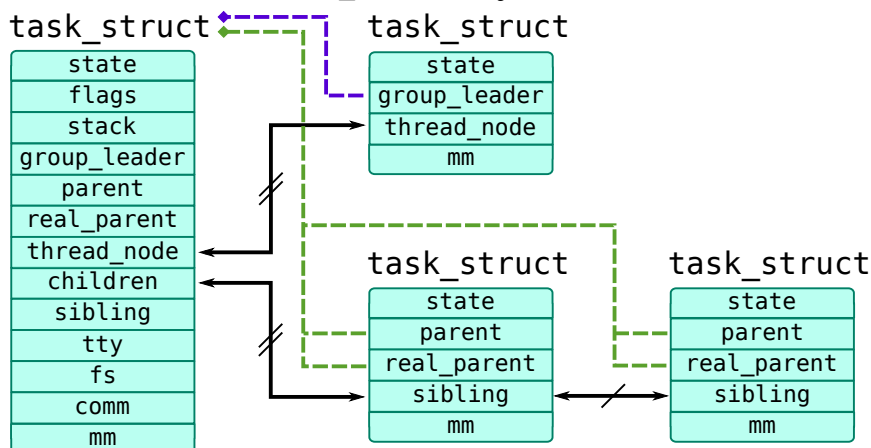 task_struct
state
flags
stack
group_leader
parent
real_parent
thread_node
children
sibling
tty
fs
comm
mm
task_struct
state
group_leader
thread_node
mm
task_struct
state
parent
real_parent
sibling
mm
task_struct
state
parent
real_parent
sibling
mm